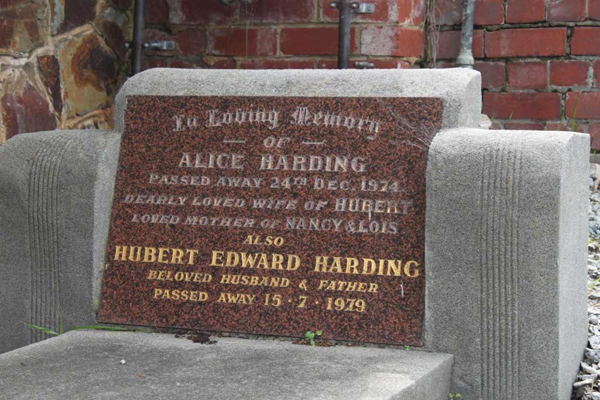 In Loving Memory
— OF —
ALICE HARDING
PASSED AWAY 24TH DEC. 1974
DEARLY LOVED WIFE OF HUBERT
LOVED MOTHER OF NANCY & LOIS
ALSO
HUBERT EDWARD HARDING
BELOVED HUSBAND & FATHER
PASSED AWAY 15·7·1979